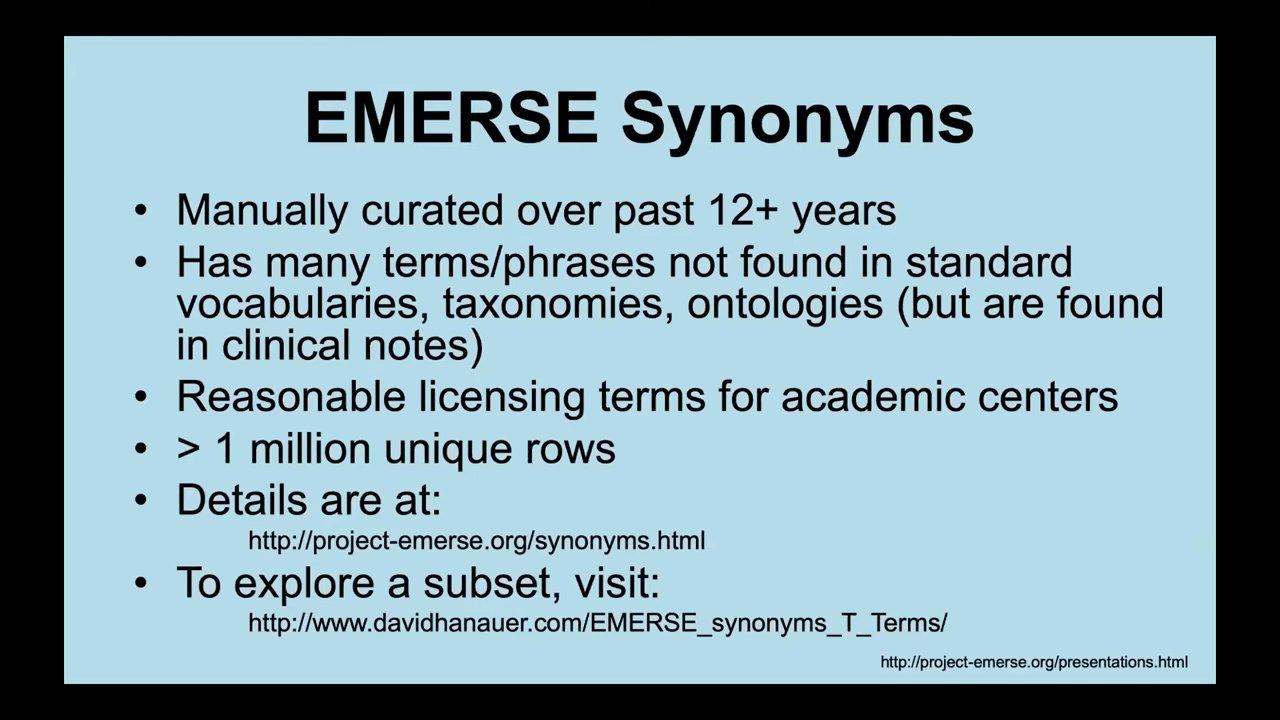 EMERSE Synonyms
• Manually curated over past 12+ years
• Has many terms/phrases not found in standard
vocabularies, taxonomies, ontologies (but are found
in clinical notes)
• Reasonable licensing terms for academic centers
• > 1 million unique rows
• Details are at:
http://project-emerse.org/synonyms.html
• To explore a subset, visit:
http://www.davidhanauer.com/EMERSE_synonyms_T_Terms/
http://project-emerse.org/presentations.html